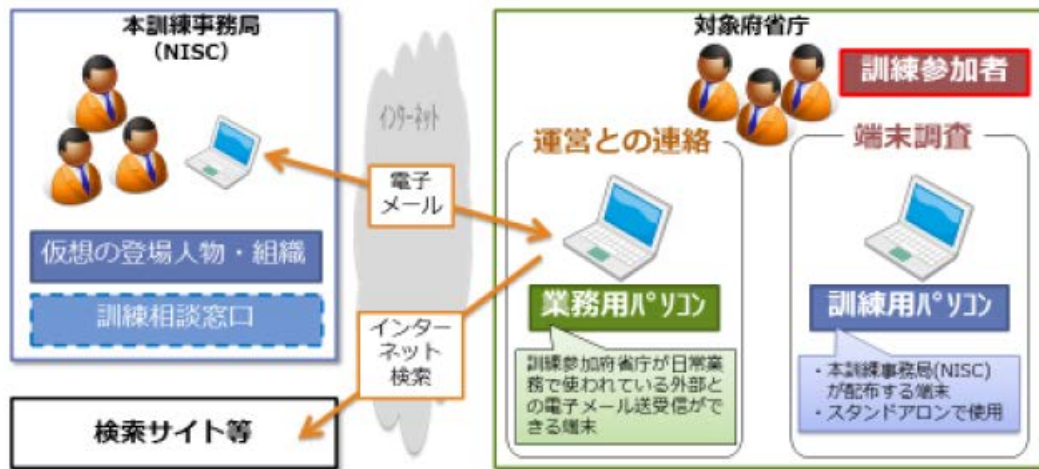 本訓練事務局
（NISC）
仮想の登場人物・組織
訓練相談窓口
検索サイト等
インターネット
電子
メール
インター
ネット
検索
対象府省庁
訓練参加者
運営との連絡
業務用ﾊﾟｿｺﾝ
訓練参加府省庁が日常業
務で使われている外部と
の電子メール送受信がで
きる端末
端末調査
訓練用ﾊﾟｿｺﾝ
・本訓練事務局(NISC)
が配布する端末
・スタンドアロンで使用